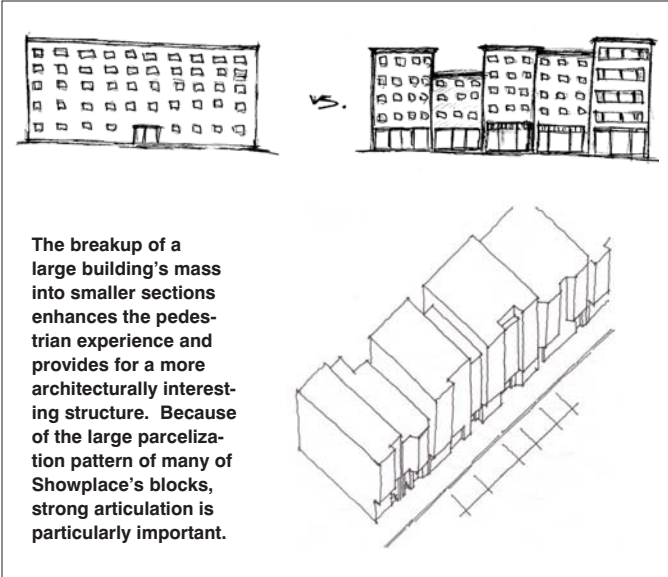 vs.
The breakup of a
large building's mass
into smaller sections
enhances the pedes-
trian experience and
provides for a more
architecturally interest-
ing structure.  Because
of the large parceliza-
tion pattern of many of
Showplace's blocks,
strong articulation is
particularly important.